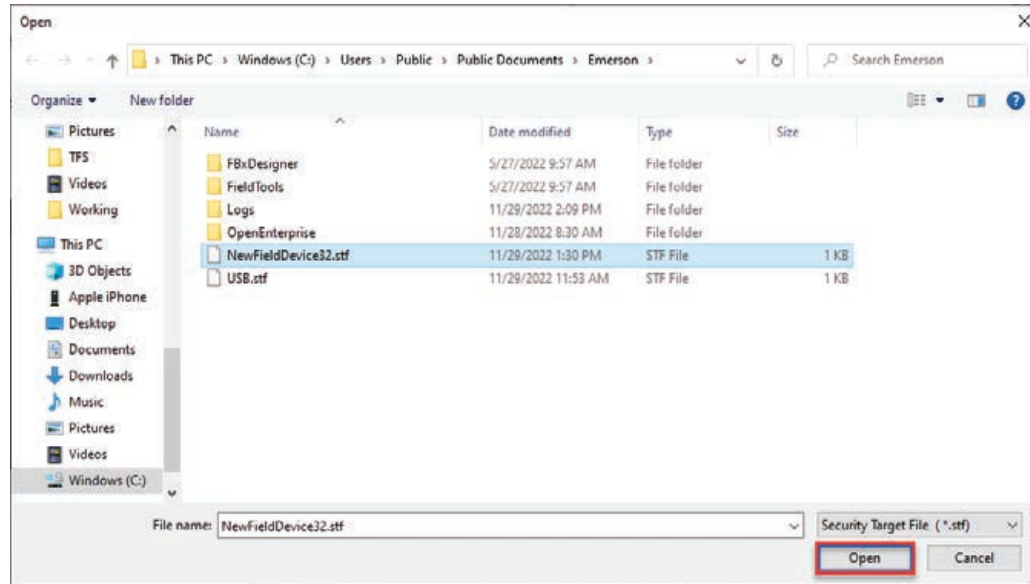 Open
This PC > Windows (C:) > Users > Public > Public Documents > Emerson >
Search Emerson
Organize
New folder
Pictures
TFS
Videos
Working
This PC
3D Objects
Apple iPhone
Desktop
Documents
Downloads
Music
Pictures
Videos
Windows (C:)
Name Date modified Type Size
FBxDesigner 5/27/2022 9:57 AM File folder
FieldTools 5/27/2022 9:57 AM File folder
Logs 11/29/2022 2:09 PM File folder
OpenEnterprise 11/28/2022 8:30 AM File folder
NewFieldDevice32.stf 11/29/2022 1:30 PM STF File 1 KB
USB.stf 11/29/2022 11:53 AM STF File 1 KB
File name: NewFieldDevice32.stf
Security Target File ( *.stf)
Open Cancel